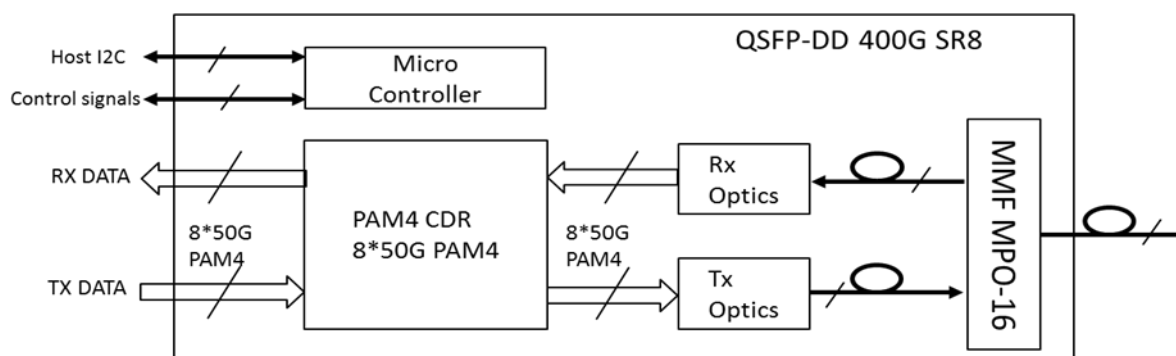 QSFP-DD 400G SR8
Host I2C
Micro
Controller
Control signals
RX DATA
Rx
Optics
PAM4 CDR
8*50G PAM4
8*50G
PAM4
8*50G
PAM4
TX DATA
Tx
Optics
MMF MPO-16